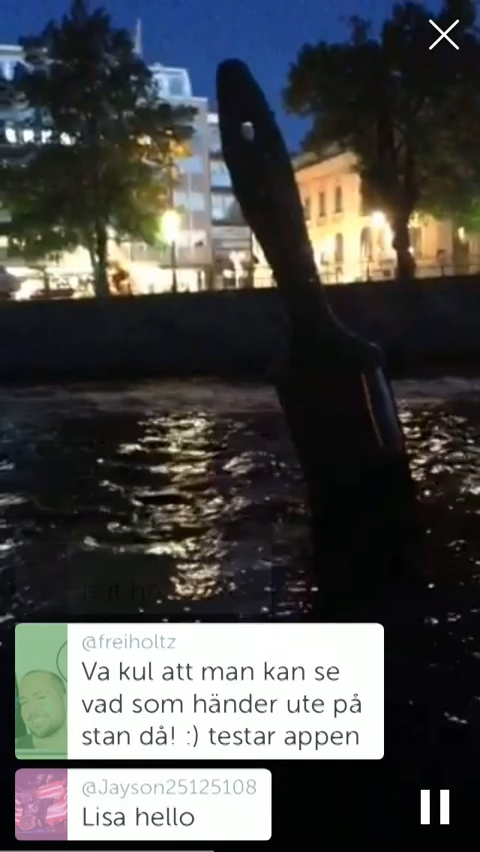 @freiholtz
Va kul att man kan se
vad som händer ute på
stan då! :) testar appen
@Jayson25125108
Lisa hello